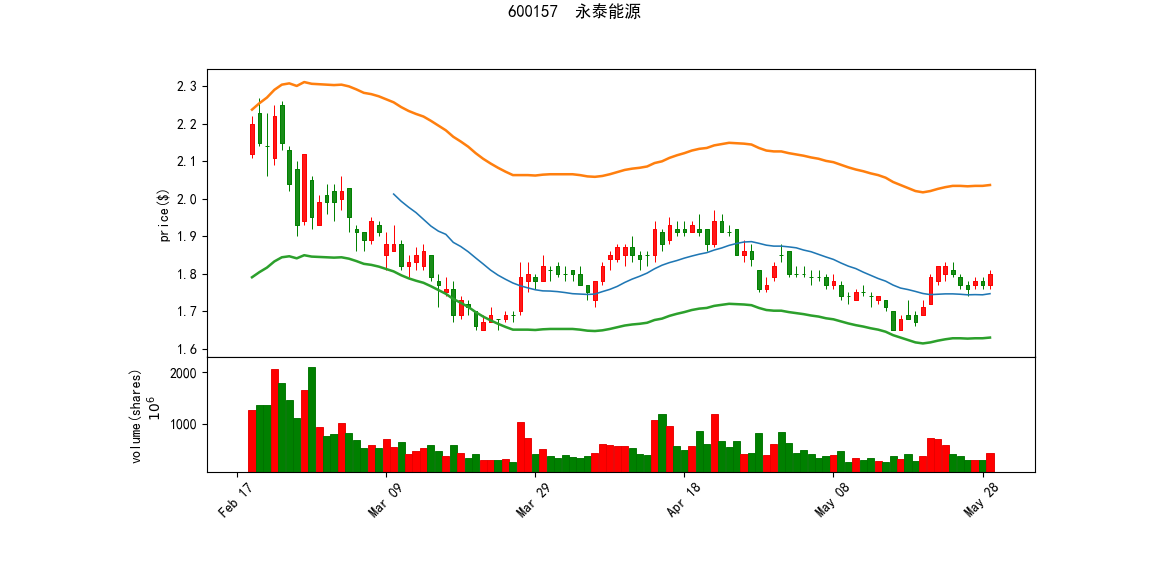 600157  永泰能源
price($)
2.3
2.2
2.1
2.0
1.9
1.8
1.7
1.6
volume(shares)
10^6
2000
1000
Feb 17
Mar 09
Mar 29
Apr 18
May 08
May 28